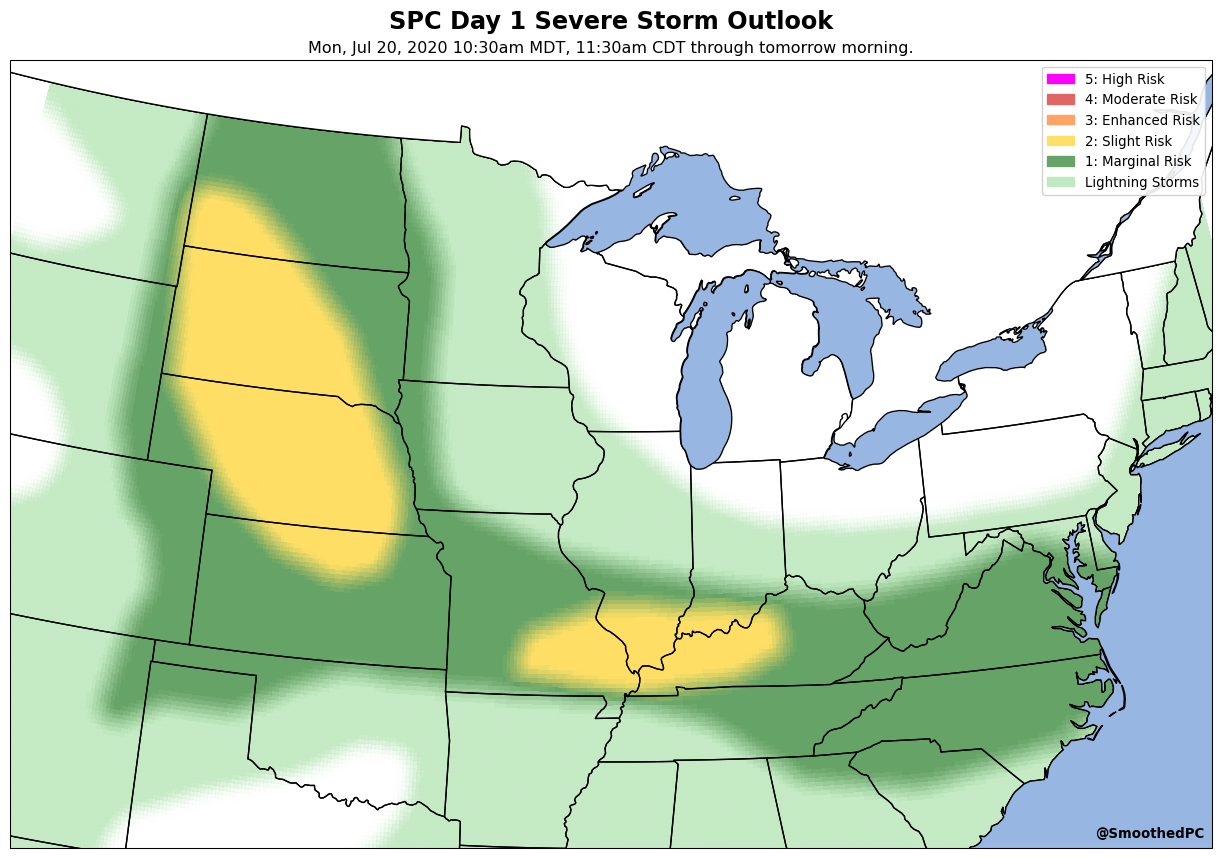 SPC Day 1 Severe Storm Outlook
Mon, Jul 20, 2020 10:30am MDT, 11:30am CDT through tomorrow morning.
5: High Risk
4: Moderate Risk
3: Enhanced Risk
2: Slight Risk
1: Marginal Risk
Lightning Storms
@SmoothedPC